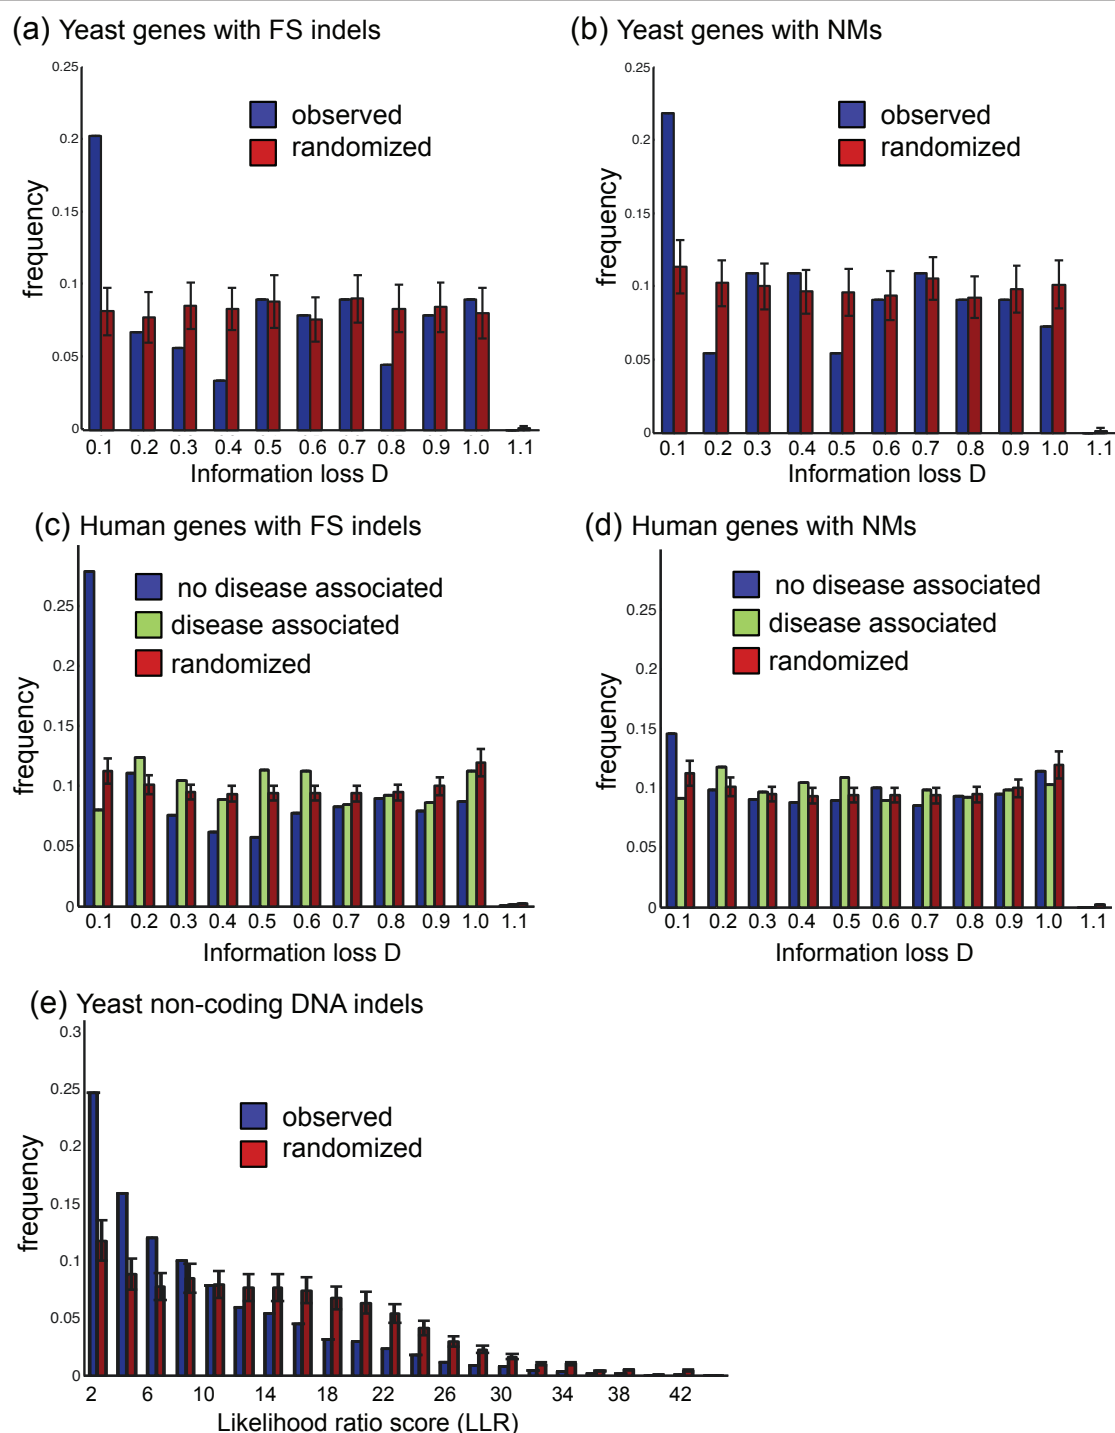 (a) Yeast genes with FS indels
0.25
0.2
0.15
0.1
0.05
0
frequency
observed
randomized
0.1 0.2 0.3 0.4 0.5 0.6 0.7 0.8 0.9 1.0 1.1
Information loss D
(b) Yeast genes with NMs
0.25
0.2
0.15
0.1
0.05
0
frequency
observed
randomized
0.1 0.2 0.3 0.4 0.5 0.6 0.7 0.8 0.9 1.0 1.1
Information loss D
(c) Human genes with FS indels
0.25
0.2
0.15
0.1
0.05
0
frequency
no disease associated
disease associated
randomized
0.1 0.2 0.3 0.4 0.5 0.6 0.7 0.8 0.9 1.0 1.1
Information loss D
(d) Human genes with NMs
0.25
0.2
0.15
0.1
0.05
0
frequency
no disease associated
disease associated
randomized
0.1 0.2 0.3 0.4 0.5 0.6 0.7 0.8 0.9 1.0 1.1
Information loss D
(e) Yeast non-coding DNA indels
0.3
0.25
0.2
0.15
0.1
0.05
0
frequency
observed
randomized
2 6 10 14 18 22 26 30 34 38 42
Likelihood ratio score (LLR)